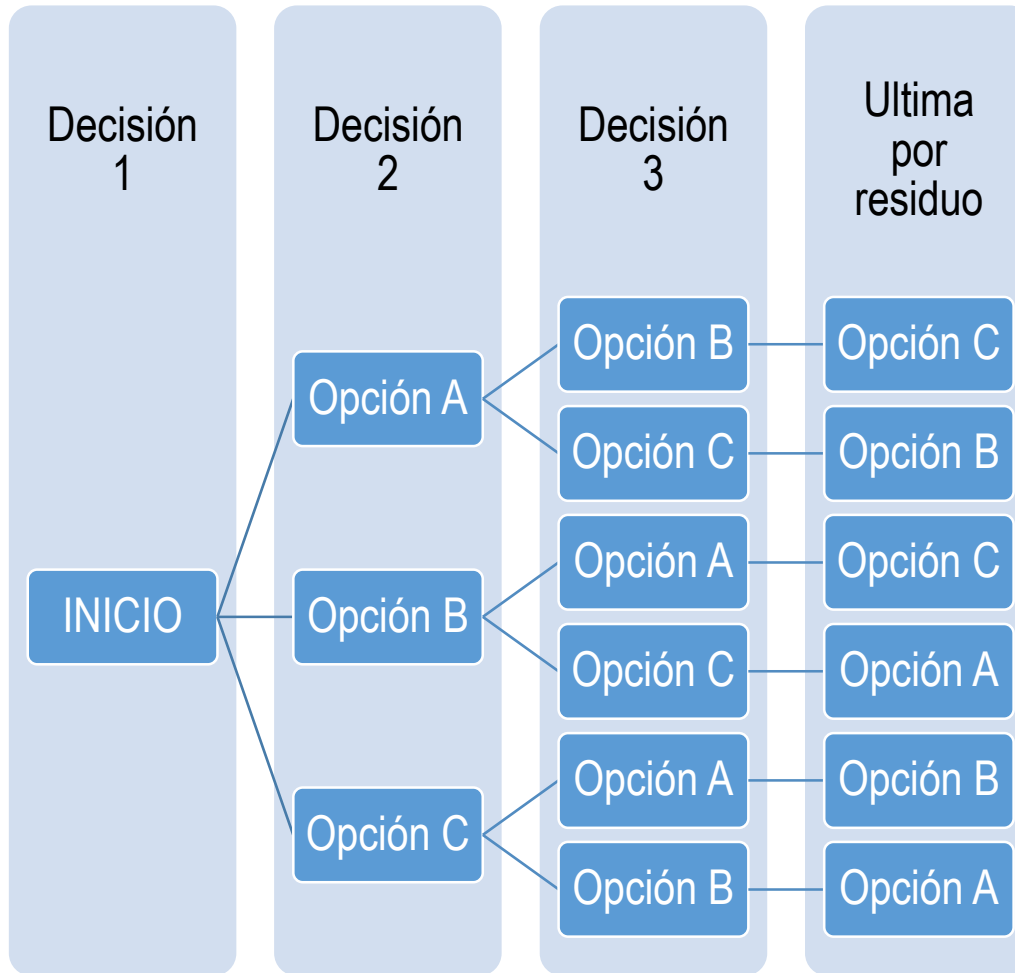 Decisión
1
Decisión
2
Decisión
3
Ultima
por
residuo
INICIO
Opción A
Opción B
Opción C
Opción B
Opción C
Opción A
Opción C
Opción A
Opción B
Opción C
Opción B
Opción C
Opción A
Opción B
Opción A